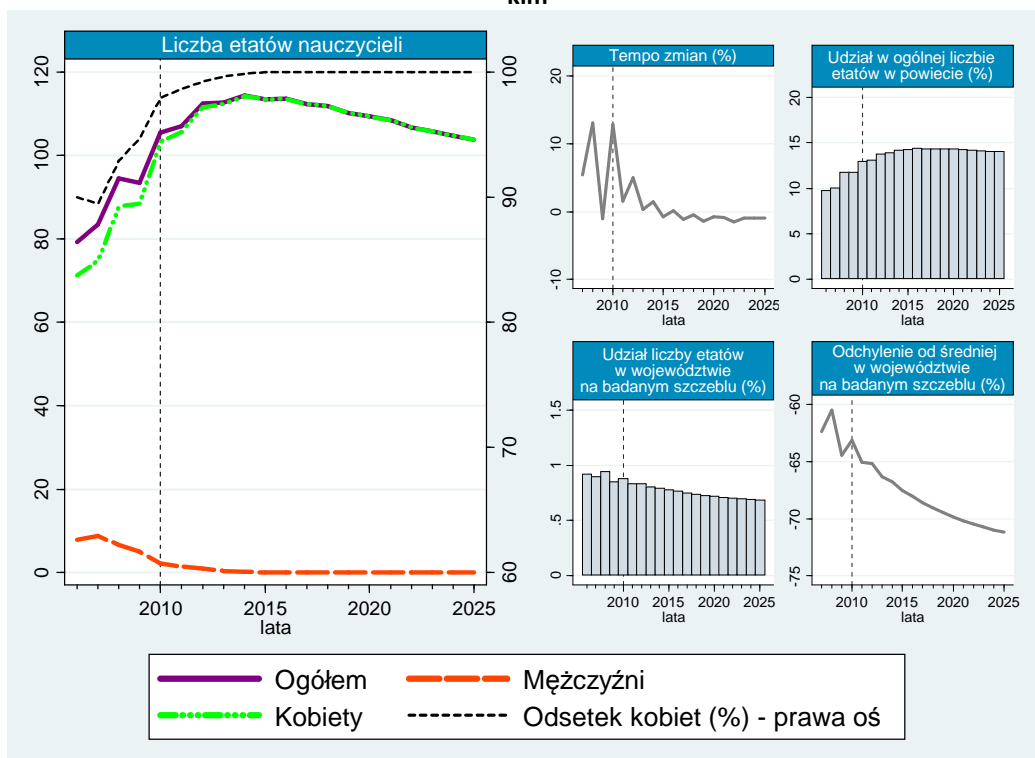 Liczba etatów nauczycieli
120
100
80
60
40
20
0
100
90
80
70
60
2010
2015
2020
2025
lata
Tempo zmian (%)
20
10
0
-10
2010
2015
2020
2025
lata
Udział w ogólnej liczbie
etatów w powiecie (%)
20
15
10
5
0
2010
2015
2020
2025
lata
Udział liczby etatów
w województwie
na badanym szczeblu (%)
1.5
1
.5
0
2010
2015
2020
2025
lata
Odchylenie od średniej
w województwie
na badanym szczeblu (%)
-60
-65
-70
-75
2010
2015
2020
2025
lata
Ogółem
Mężczyźni
Kobiety
Odsetek kobiet (%) - prawa oś